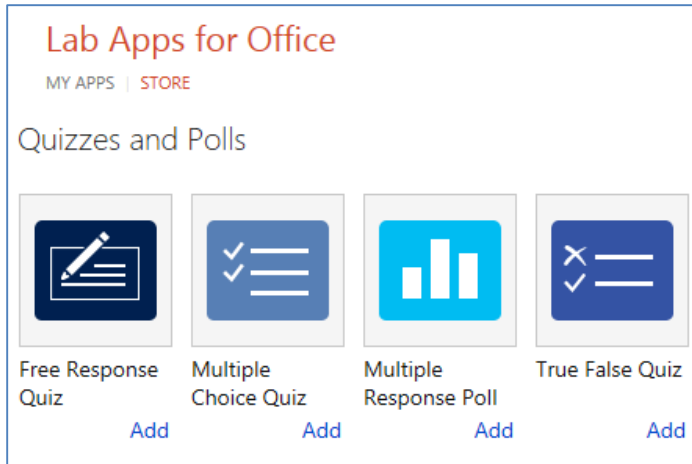 Lab Apps for Office
MY APPS | STORE
Quizzes and Polls
Free Response
Quiz
Add
Multiple
Choice Quiz
Add
Multiple
Response Poll
Add
True False Quiz
Add